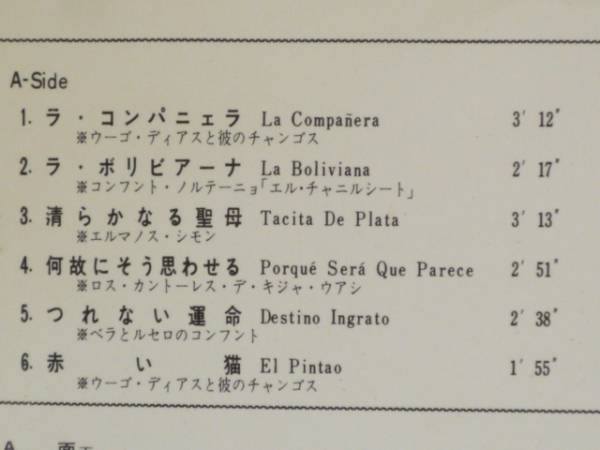 A-Side
1. ラ・コンパニェラ La Compañera 3′ 12″
※ウーゴ・ディアスと彼のチャンゴス
2. ラ・ボリビアーナ La Boliviana 2′ 17″
※コンフント・ノルテーニョ「エル・チャニルシート」
3. 清らかなる聖母 Tacita De Plata 3′ 13″
※エルマノス・シモン
4. 何故にそう思わせる Porqué Será Que Parece 2′ 51″
※ロス・カントーレス・デ・キジャ・ウアシ
5. つれない運命 Destino Ingrato 2′ 38″
※ベラとルセロのコンフント
6. 赤い猫 El Pintao 1′ 55″
※ウーゴ・ディアスと彼のチャンゴス
A 面